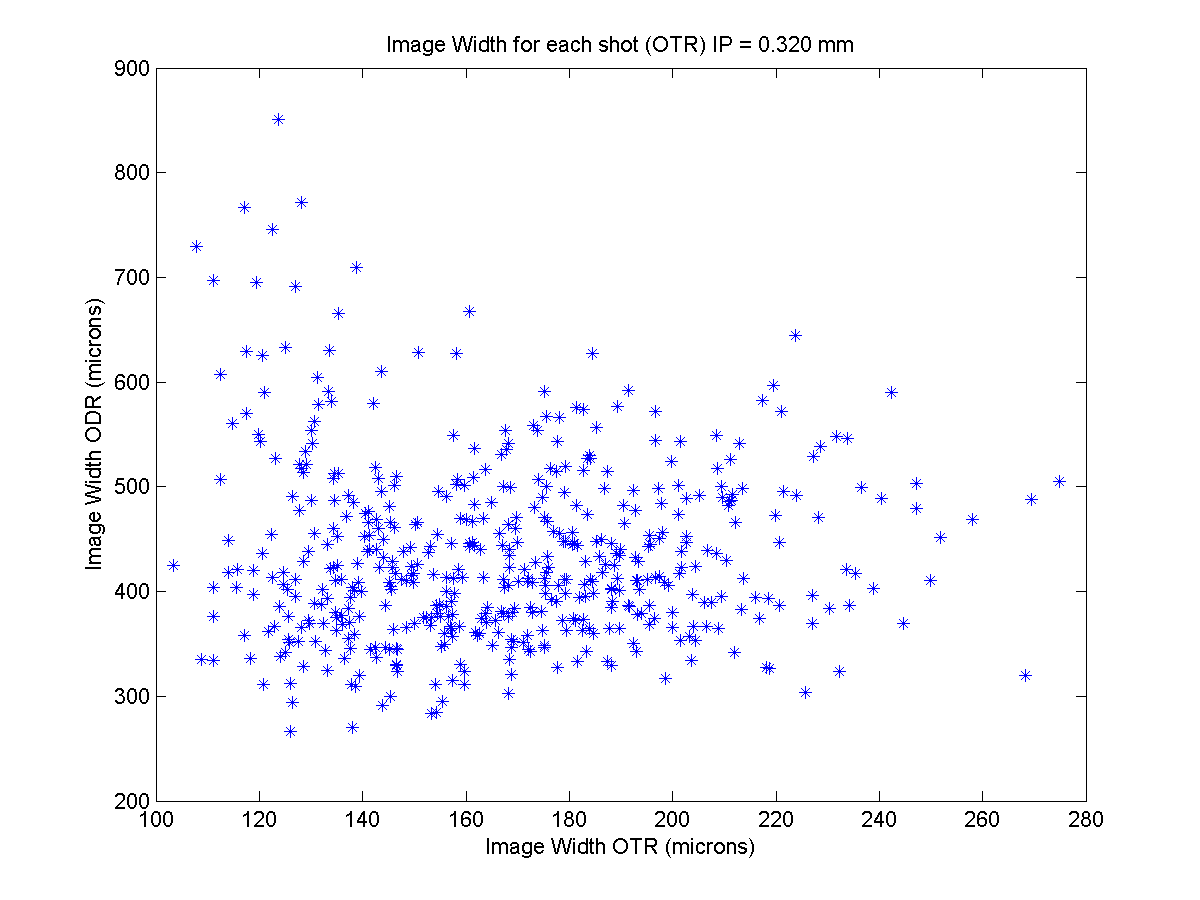 Image Width for each shot (OTR) IP = 0.320 mm
900
800
700
600
500
400
300
200
Image Width ODR (microns)
100 120 140 160 180 200 220 240 260 280
Image Width OTR (microns)